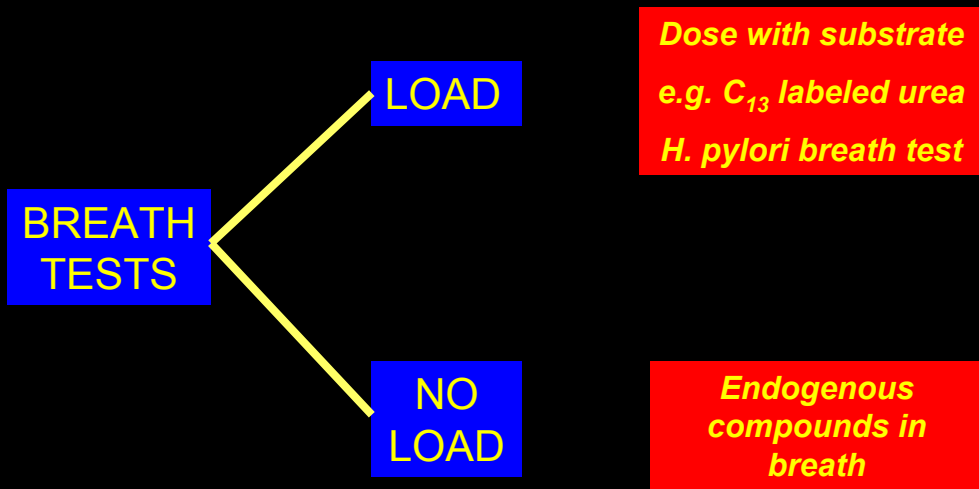 Dose with substrate
LOAD
e.g. C13 labeled urea
H. pylori breath test
BREATH
TESTS
NO
LOAD
Endogenous
compounds in
breath